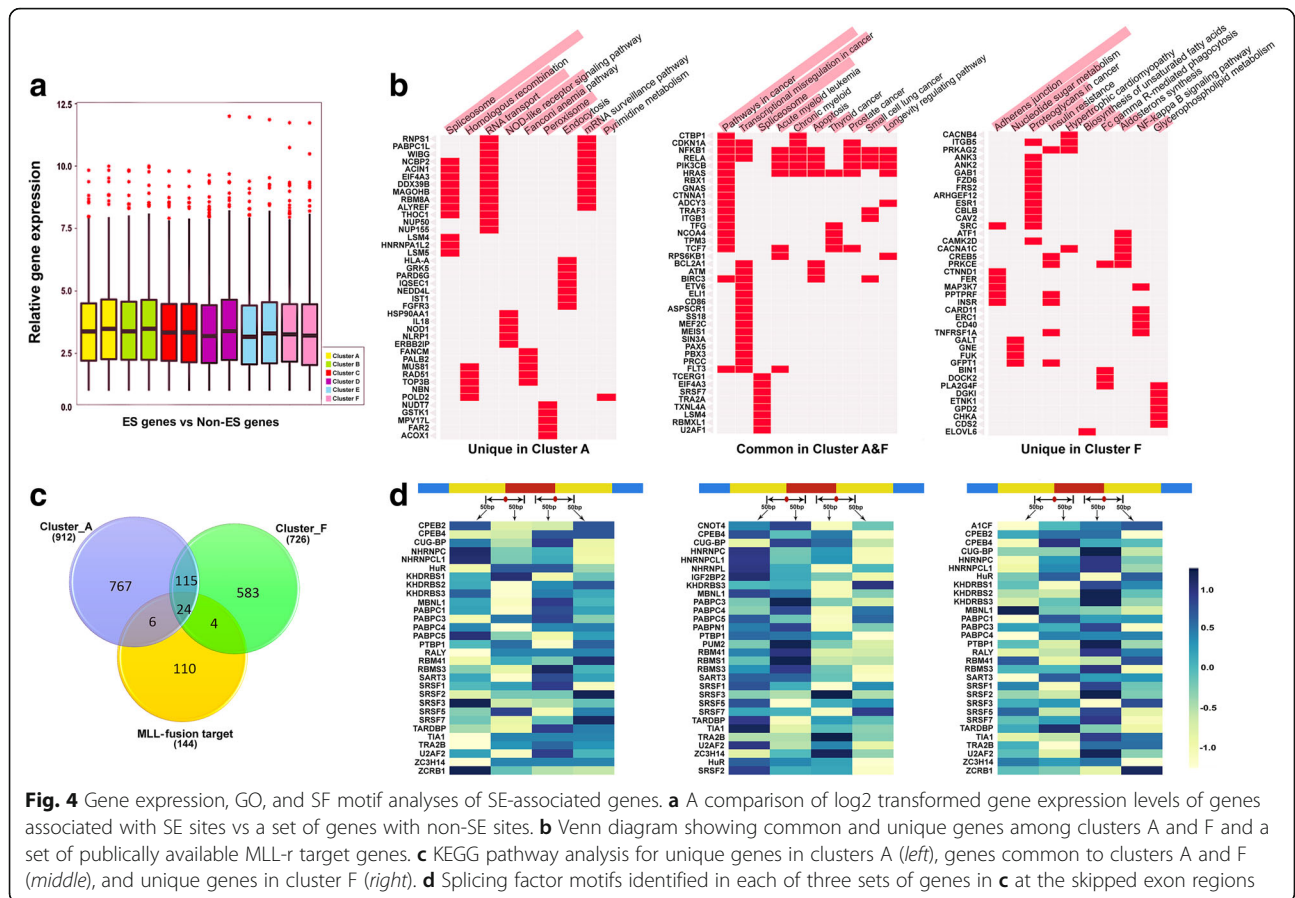 a
Relative gene expression
12.5
10.0
7.5
5.0
2.5
0.0
Cluster A
Cluster B
Cluster C
Cluster D
Cluster E
Cluster F
ES genes vs Non-ES genes
b
Spliceosome
Homologous recombination
RNA transport
NOD-like receptor signaling pathway
Fanconi anemia pathway
Peroxisome
Endocytosis
mRNA surveillance pathway
Pyrimidine metabolism
RNPS1
PABPC1L
WIBG
NCBP2
ACIN1
EIF4A3
DDX39B
MAGOHB
RBM8A
ALYREF
THOC1
NUP50
NUP155
LSM4
HNRNPA1L2
LSM5
HLA-A
GRK5
PARD6G
IQSEC1
NEDD4L
IST1
FGFR3
HSP90AA1
IL18
NOD1
NLRP1
ERBB2IP
FANCM
PALB2
MUS81
RAD51
TOP3B
NBN
POLD2
NUDT7
GSTK1
MPV17L
FAR2
ACOX1
Unique in Cluster A
Pathways in cancer
Transcriptional misregulation in cancer
Spliceosome
Acute myeloid leukemia
Chronic myeloid
Apoptosis
Thyroid cancer
Prostate cancer
Small cell lung cancer
Longevity regulating pathway
CTBP1
CDKN1A
NFKB1
RELA
PIK3CB
HRAS
RBX1
GNAS
CTNNA1
ADCY3
TRAF3
ITGB1
TFG
NCOA4
TPM3
TCF7
RPS6KB1
BCL2A1
ATM
BIRC3
ETV6
ELI1
CD86
ASPSCR1
SS18
MEF2C
MEIS1
SIN3A
PAX5
PBX3
PRCC
FLT3
TCERG1
EIF4A3
SRSF7
TRA2A
TXNL4A
LSM4
RBMXL1
U2AF1
Common in Cluster A&F
Adherens junction
Nucleotide sugar metabolism
Proteoglycans in cancer
Insulin resistance
Hypertrophic cardiomyopathy
Biosynthesis of unsaturated fatty acids
Fc gamma R-mediated phagocytosis
Aldosterons synthesis
NF-kappa B signaling pathway
Glycerophospholipid metabolism
CACNB4
ITGB5
PRKAG2
ANK3
ANK2
GAB1
FZD6
FRS2
ARHGEF12
ESR1
CBLB
CAV2
SRC
ATF1
CAMK2D
CACNA1C
CREB5
PRKCE
CTNND1
FER
MAP3K7
PPTPRF
INSR
CARD11
ERC1
CD40
TNFRSF1A
GALT
GNE
FUK
GFPT1
BIN1
DOCK2
PLA2G4F
DGKI
ETNK1
GPD2
CHKA
CDS2
ELOVL6
Unique in Cluster F
c
Cluster_A
(912)
Cluster_F
(726)
767
115
583
24
6
4
110
MLL-fusion target
(144)
d
50bp 50bp 50bp 50bp
CPEB2
CPEB4
CUG-BP
NHRNPC
HNRNPCL1
HuR
KHDRBS1
KHDRBS2
KHDRBS3
MBNL1
PABPC1
PABPC3
PABPC4
PABPC5
PTBP1
RALY
RBM41
RBMS3
SART3
SRSF1
SRSF2
SRSF3
SRSF5
SRSF7
TARDBP
TIA1
TRA2B
U2AF2
ZC3H14
ZCRB1
50bp 50bp 50bp 50bp
CNOT4
CPEB4
CUG-BP
HNRNPC
HNRNPCL1
NHRNPL
IGF2BP2
KHDRBS3
MBNL1
PABPC3
PABPC4
PABPC5
PABPN1
PTBP1
PUM2
RBM41
RBMS1
RBMS3
SART3
SRSF1
SRSF3
SRSF5
SRSF7
TARDBP
TIA1
TRA2B
U2AF2
ZC3H14
HuR
SRSF2
50bp 50bp 50bp 50bp
A1CF
CPEB2
CPEB4
CUG-BP
HNRNPC
HNRNPCL1
HuR
KHDRBS1
KHDRBS2
KHDRBS3
MBNL1
PABPC1
PABPC3
PABPC4
PTBP1
RALY
RBM41
RBMS3
SART3
SRSF1
SRSF2
SRSF3
SRSF5
SRSF7
TARDBP
TIA1
TRA2B
U2AF2
ZC3H14
ZCRB1
1.0
0.5
0.0
-0.5
-1.0
Fig. 4 Gene expression, GO, and SF motif analyses of SE-associated genes. a A comparison of log2 transformed gene expression levels of genes
associated with SE sites vs a set of genes with non-SE sites. b Venn diagram showing common and unique genes among clusters A and F and a
set of publically available MLL-r target genes. c KEGG pathway analysis for unique genes in clusters A (left), genes common to clusters A and F
(middle), and unique genes in cluster F (right). d Splicing factor motifs identified in each of three sets of genes in c at the skipped exon regions